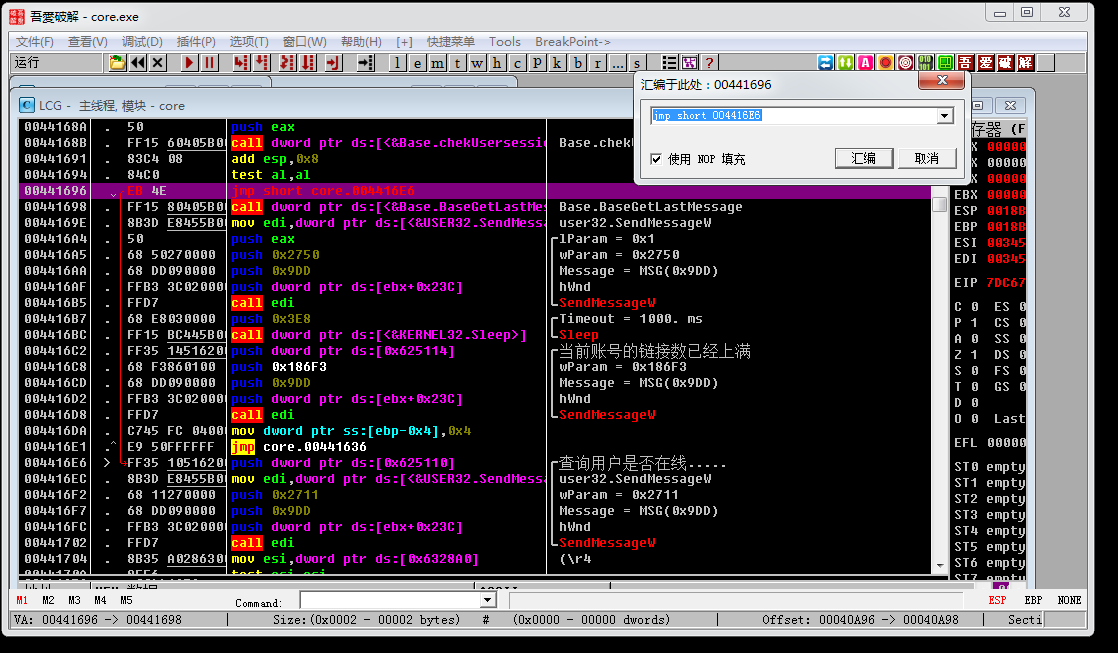 吾愛破解 - core.exe
文件(F) 查看(V) 调试(D) 插件(P) 选项(T) 窗口(W) 帮助(H) [+] 快捷菜单 Tools BreakPoint->
运行 l e m t w h c p k b r ... s ? 吾 爱 破 解
汇编于此处：00441696
jmp short 004416E6
使用 NOP 填充 汇编 取消
LCG - 主线程, 模块 - core
0044168A . 50 push eax
0044168B . FF15 60405B0 call dword ptr ds:[<&Base.chekUsersessi Base.chek
00441691 . 83C4 08 add esp,0x8
00441694 . 84C0 test al,al
00441696 EB 4E jmp short core.004416E6
00441698 . FF15 80405B0 call dword ptr ds:[<&Base.BaseGetLastMes Base.BaseGetLastMessage
0044169E . 8B3D E8455B0 mov edi,dword ptr ds:[<&USER32.SendMess user32.SendMessageW
004416A4 . 50 push eax lParam = 0x1
004416A5 . 68 50270000 push 0x2750 wParam = 0x2750
004416AA . 68 DD090000 push 0x9DD Message = MSG(0x9DD)
004416AF . FFB3 3C02000 push dword ptr ds:[ebx+0x23C] hWnd
004416B5 . FFD7 call edi SendMessageW
004416B7 . 68 E8030000 push 0x3E8 Timeout = 1000. ms
004416BC . FF15 BC445B0 call dword ptr ds:[<&KERNEL32.Sleep>] Sleep
004416C2 . FF35 1451620 push dword ptr ds:[0x625114] 当前账号的链接数已经上满
004416C8 . 68 F3860100 push 0x186F3 wParam = 0x186F3
004416CD . 68 DD090000 push 0x9DD Message = MSG(0x9DD)
004416D2 . FFB3 3C02000 push dword ptr ds:[ebx+0x23C] hWnd
004416D8 . FFD7 call edi SendMessageW
004416DA . C745 FC 0400 mov dword ptr ss:[ebp-0x4],0x4
004416E1 .^ E9 50FFFFFF jmp core.00441636
004416E6 > FF35 1051620 push dword ptr ds:[0x625110] 查询用户是否在线.....
004416EC . 8B3D E8455B0 mov edi,dword ptr ds:[<&USER32.SendMess user32.SendMessageW
004416F2 . 68 11270000 push 0x2711 wParam = 0x2711
004416F7 . 68 DD090000 push 0x9DD Message = MSG(0x9DD)
004416FC . FFB3 3C02000 push dword ptr ds:[ebx+0x23C] hWnd
00441702 . FFD7 call edi SendMessageW
00441704 . 8B35 A028630 mov esi,dword ptr ds:[0x6328A0] (\r4
存器 (F
X 00000
X 00000
X 00000
EBX 00000
ESP 0018B
EBP 0018B
ESI 00345
EDI 00345
EIP 7DC67
C 0 ES 0
P 1 CS 0
A 0 SS 0
Z 1 DS 0
S 0 FS 0
T 0 GS 0
D 0
O 0 Last
EFL 00000
ST0 empty
ST1 empty
ST2 empty
ST3 empty
ST4 empty
ST5 empty
ST6 empty
ST7 empty
M1 M2 M3 M4 M5 Command: ESP EBP NONE
VA: 00441696 -> 00441698 Size:(0x0002 - 00002 bytes) # (0x0000 - 00000 dwords) Offset: 00040A96 -> 00040A98 Secti